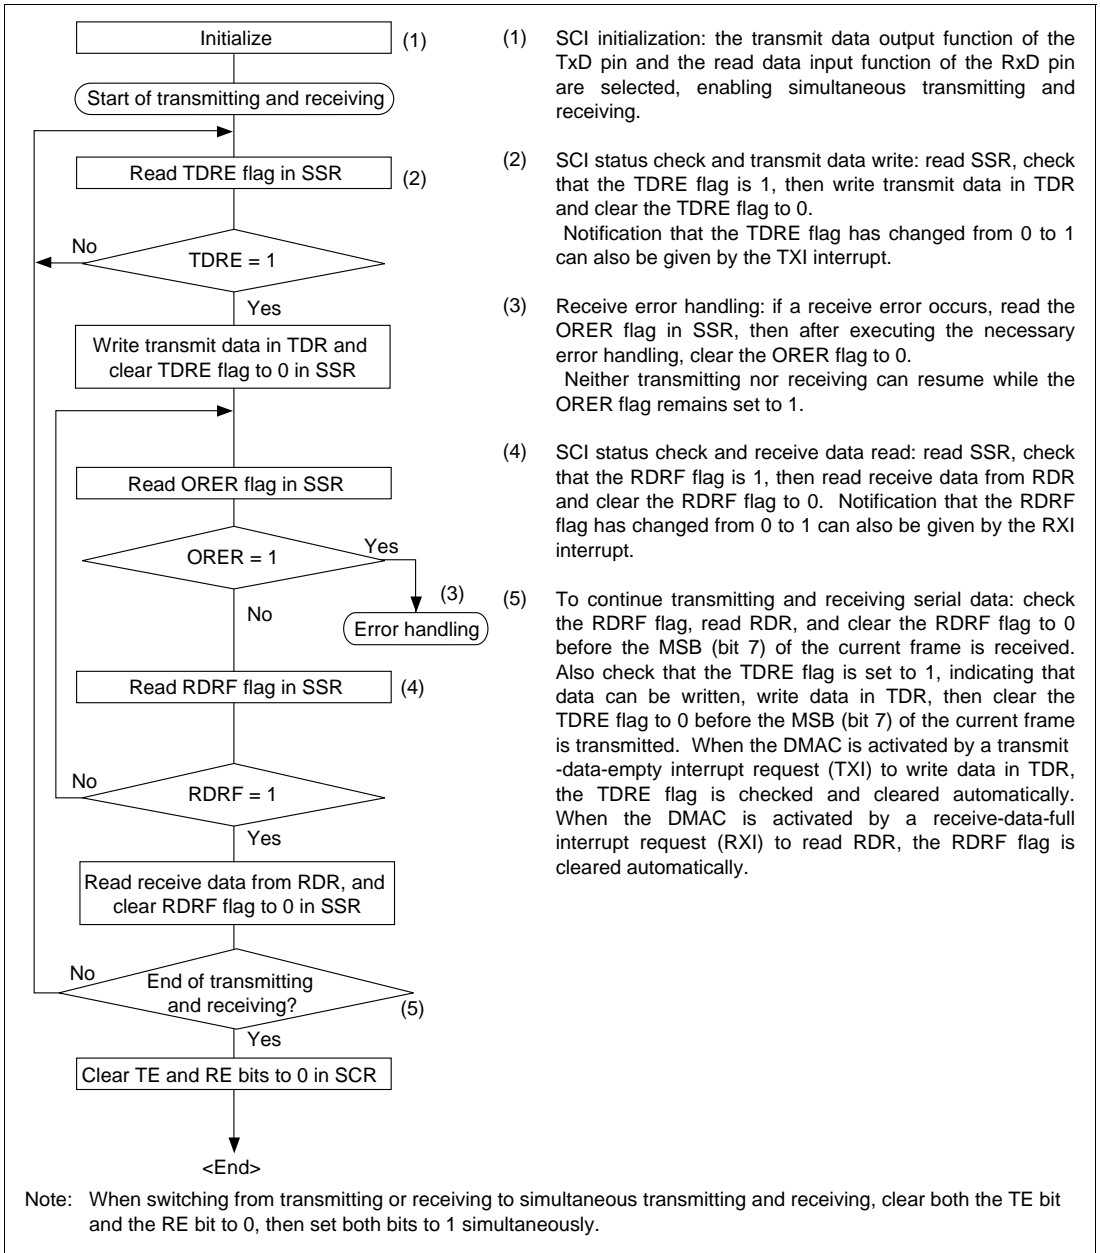 Initialize
(1)
Start of transmitting and receiving
Read TDRE flag in SSR
(2)
No
TDRE = 1
Yes
Write transmit data in TDR and
clear TDRE flag to 0 in SSR
Read ORER flag in SSR
ORER = 1
Yes
No
(3)
Error handling
Read RDRF flag in SSR
(4)
No
RDRF = 1
Yes
Read receive data from RDR, and
clear RDRF flag to 0 in SSR
No
End of transmitting
and receiving?
(5)
Yes
Clear TE and RE bits to 0 in SCR
<End>
(1) SCI initialization: the transmit data output function of the
TxD pin and the read data input function of the RxD pin
are selected, enabling simultaneous transmitting and
receiving.
(2) SCI status check and transmit data write: read SSR, check
that the TDRE flag is 1, then write transmit data in TDR
and clear the TDRE flag to 0.
Notification that the TDRE flag has changed from 0 to 1
can also be given by the TXI interrupt.
(3) Receive error handling: if a receive error occurs, read the
ORER flag in SSR, then after executing the necessary
error handling, clear the ORER flag to 0.
Neither transmitting nor receiving can resume while the
ORER flag remains set to 1.
(4) SCI status check and receive data read: read SSR, check
that the RDRF flag is 1, then read receive data from RDR
and clear the RDRF flag to 0. Notification that the RDRF
flag has changed from 0 to 1 can also be given by the RXI
interrupt.
(5) To continue transmitting and receiving serial data: check
the RDRF flag, read RDR, and clear the RDRF flag to 0
before the MSB (bit 7) of the current frame is received.
Also check that the TDRE flag is set to 1, indicating that
data can be written, write data in TDR, then clear the
TDRE flag to 0 before the MSB (bit 7) of the current frame
is transmitted. When the DMAC is activated by a transmit
-data-empty interrupt request (TXI) to write data in TDR,
the TDRE flag is checked and cleared automatically.
When the DMAC is activated by a receive-data-full
interrupt request (RXI) to read RDR, the RDRF flag is
cleared automatically.
Note: When switching from transmitting or receiving to simultaneous transmitting and receiving, clear both the TE bit
and the RE bit to 0, then set both bits to 1 simultaneously.